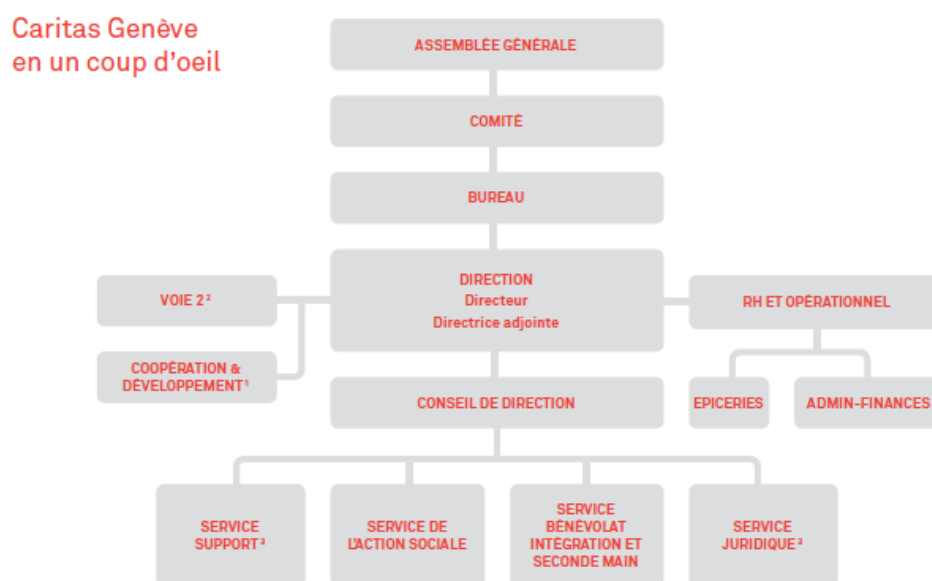 Caritas Genève
en un coup d'oeil
ASSEMBLÉE GÉNÉRALE
COMITÉ
BUREAU
DIRECTION
Directeur
Directrice adjointe
VOIE 2²
RH ET OPÉRATIONNEL
COOPÉRATION &
DÉVELOPPEMENT¹
CONSEIL DE DIRECTION
EPICERIES
ADMIN-FINANCES
SERVICE
SUPPORT³
SERVICE DE
L'ACTION SOCIALE
SERVICE
BÉNÉVOLAT
INTÉGRATION ET
SECONDE MAIN
SERVICE
JURIDIQUE³